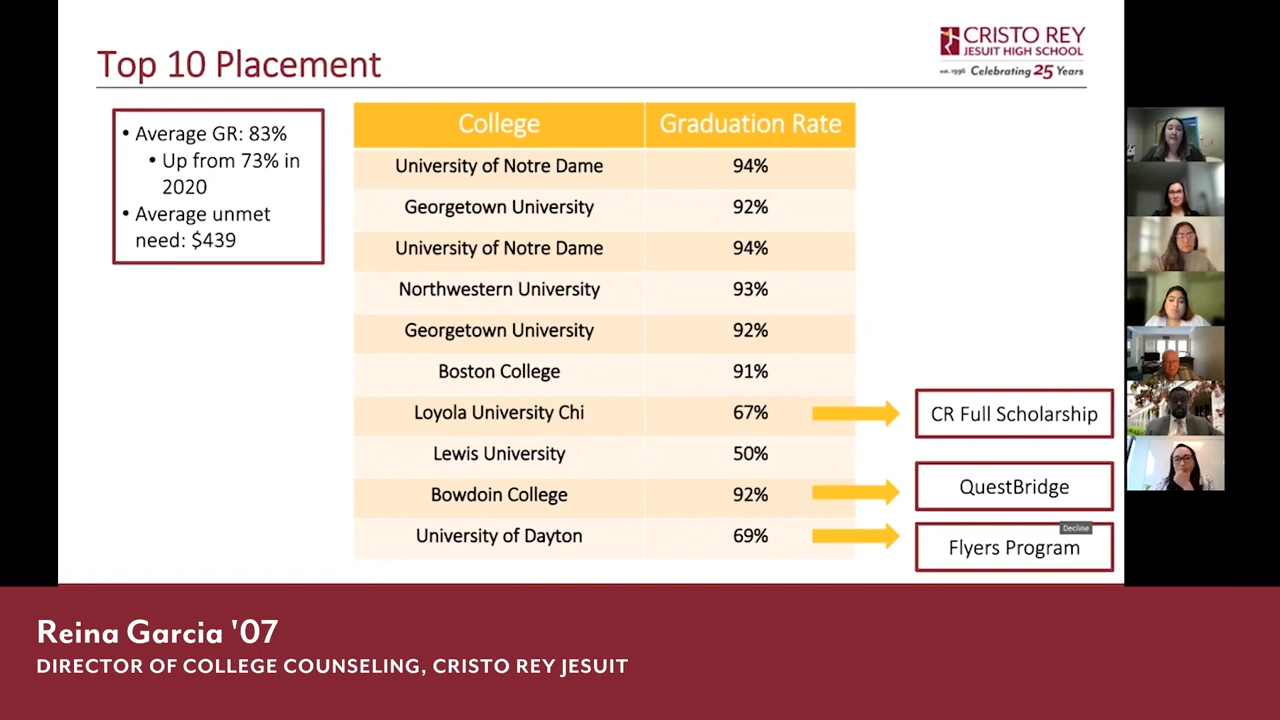 Top 10 Placement
CRISTO REY
JESUIT HIGH SCHOOL
est. 1996 Celebrating 25 Years
• Average GR: 83%
• Up from 73% in
2020
• Average unmet
need: $439
College Graduation Rate
University of Notre Dame 94%
Georgetown University 92%
University of Notre Dame 94%
Northwestern University 93%
Georgetown University 92%
Boston College 91%
Loyola University Chi 67%
CR Full Scholarship
Lewis University 50%
Bowdoin College 92%
QuestBridge
University of Dayton 69%
Decline
Flyers Program
Reina Garcia '07
DIRECTOR OF COLLEGE COUNSELING, CRISTO REY JESUIT